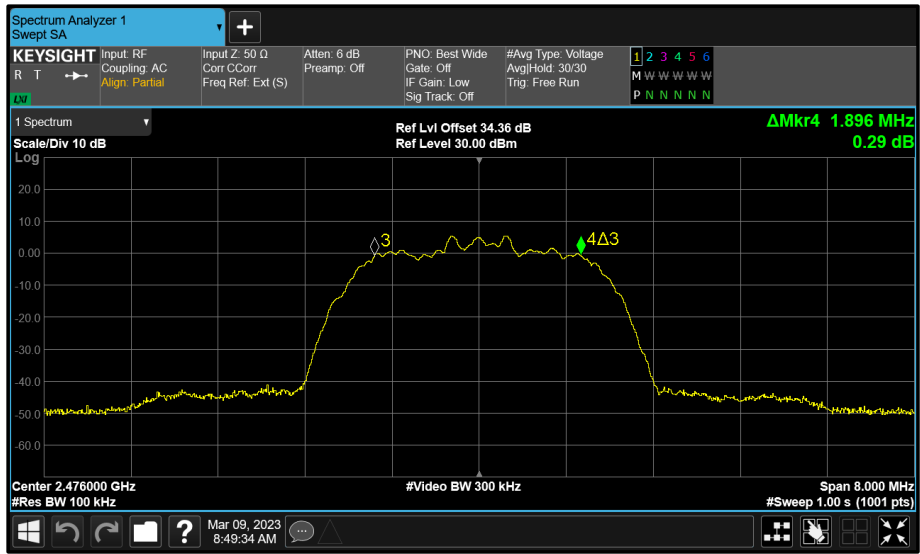 Spectrum Analyzer 1
Swept SA
+
KEYSIGHT
R T
LXI
Input: RF
Coupling: AC
Align: Partial
Input Z: 50 Ω
Corr CCorr
Freq Ref: Ext (S)
Atten: 6 dB
Preamp: Off
PNO: Best Wide
Gate: Off
IF Gain: Low
Sig Track: Off
#Avg Type: Voltage
Avg|Hold: 30/30
Trig: Free Run
1 2 3 4 5 6
M W W W W W
P N N N N N
1 Spectrum
Scale/Div 10 dB
Log
Ref Lvl Offset 34.36 dB
Ref Level 30.00 dBm
ΔMkr4 1.896 MHz
0.29 dB
20.0
10.0
0.00
-10.0
-20.0
-30.0
-40.0
-50.0
-60.0
3
4Δ3
Center 2.476000 GHz
#Res BW 100 kHz
#Video BW 300 kHz
Span 8.000 MHz
#Sweep 1.00 s (1001 pts)
?
Mar 09, 2023
8:49:34 AM